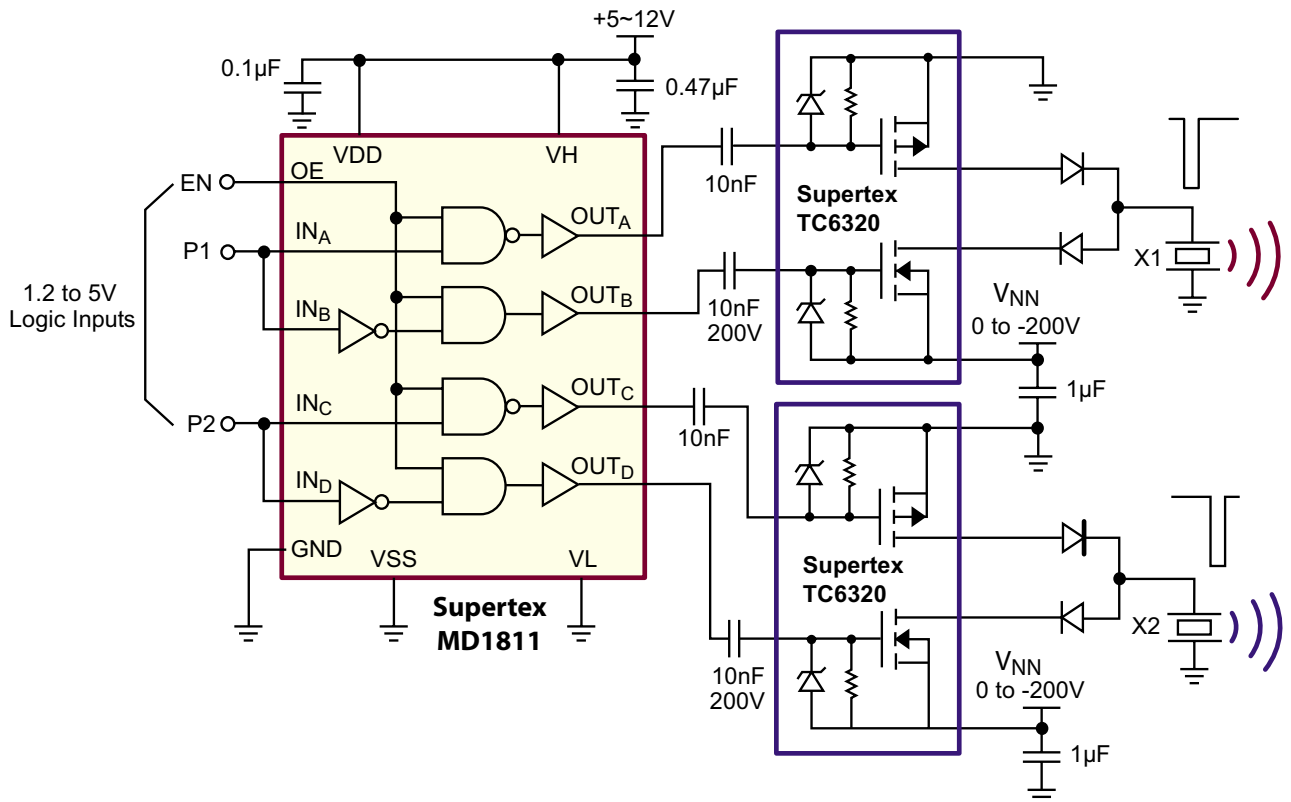 +5~12V
0.1µF
0.47µF
VDD
VH
EN
OE
10nF
OUTA
INA
P1
Supertex
TC6320
X1
1.2 to 5V
Logic Inputs
INB
OUTB
10nF
200V
VNN
0 to -200V
1µF
INC
OUTC
P2
10nF
IND
OUTD
GND
VSS
VL
Supertex
MD1811
Supertex
TC6320
X2
10nF
200V
VNN
0 to -200V
1µF